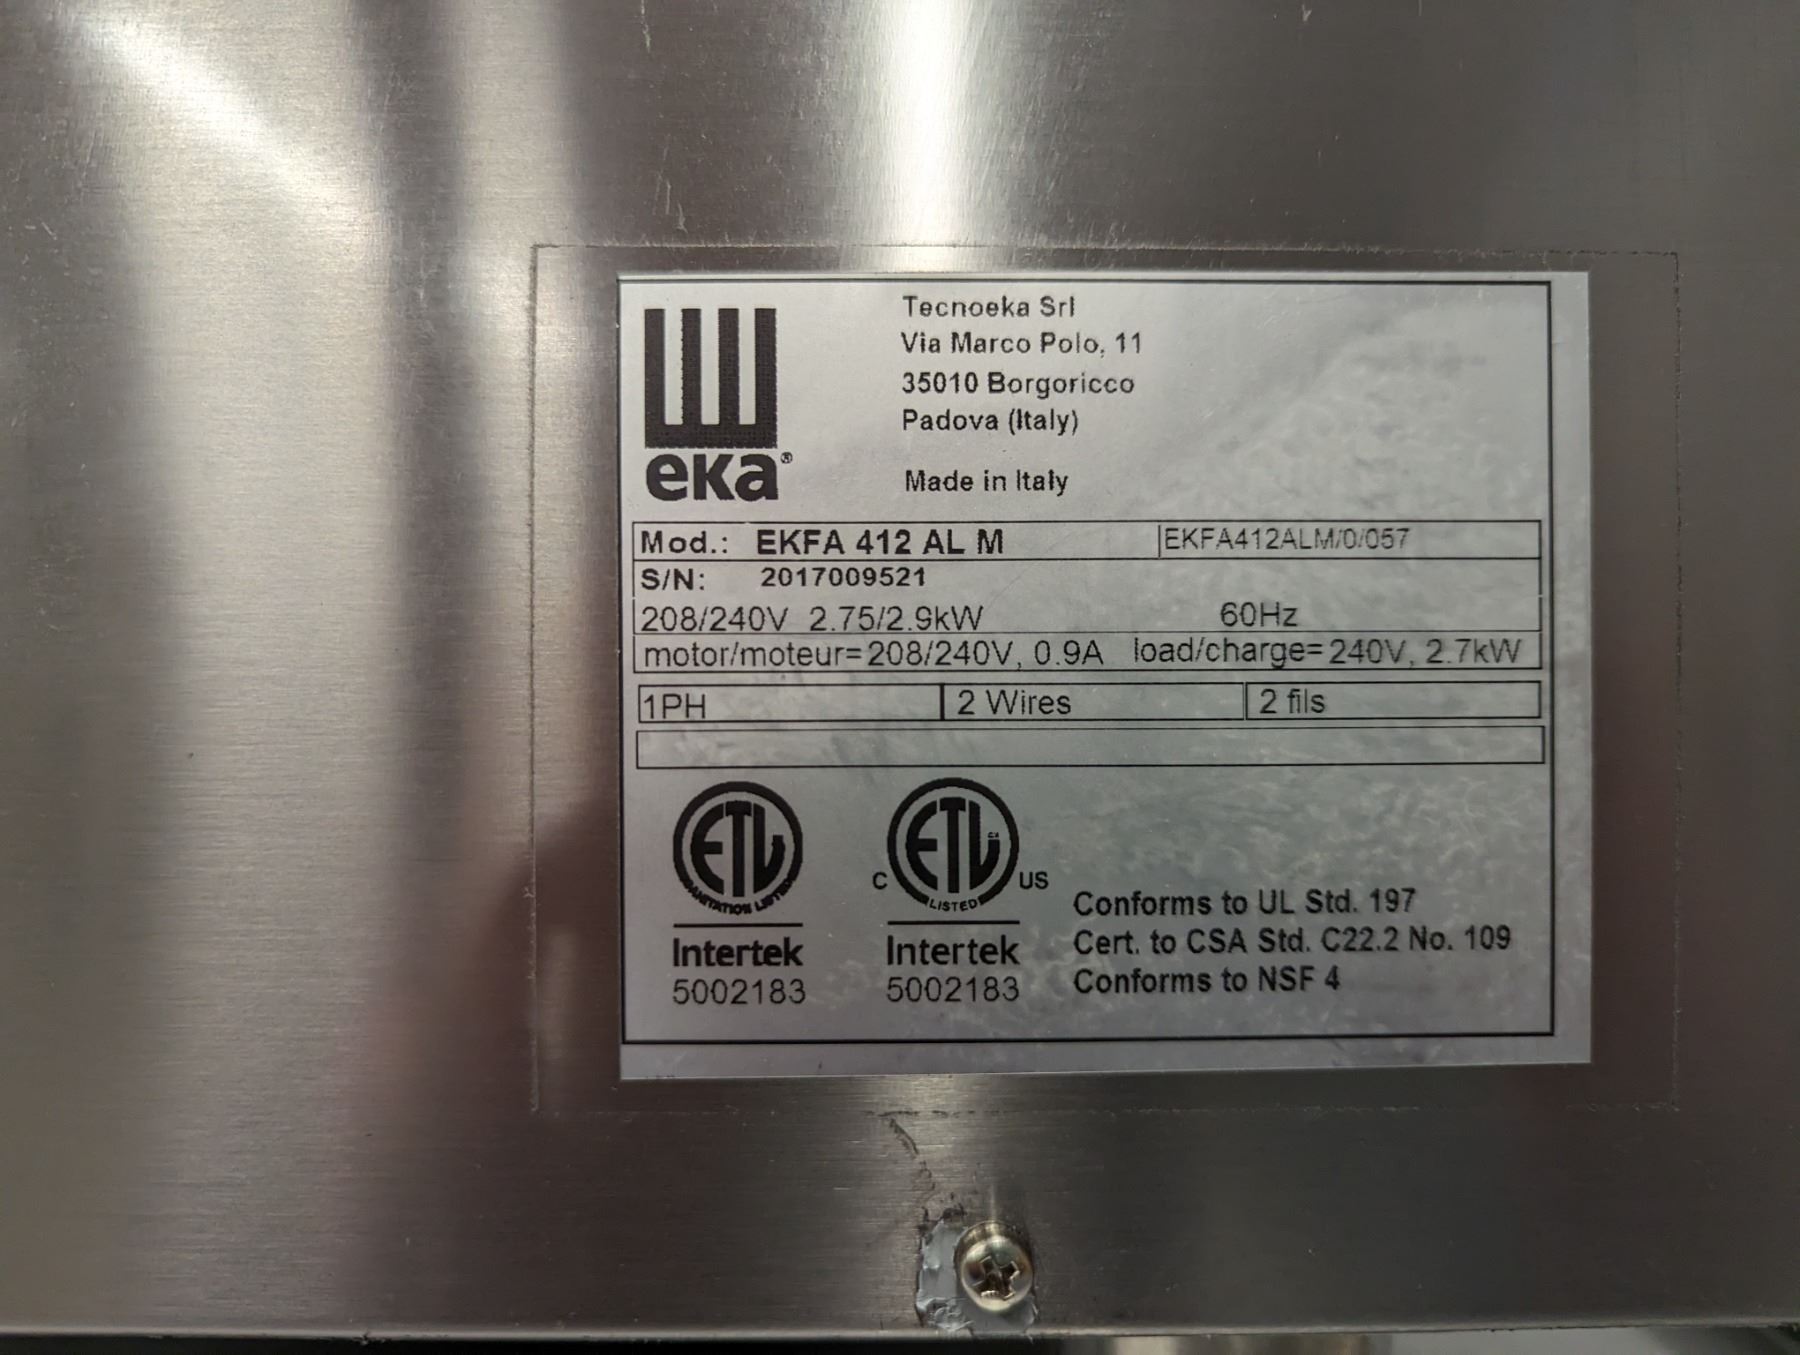 Tecnoeka Srl
Via Marco Polo, 11
35010 Borgoricco
Padova (Italy)
Made in Italy
eka®
Mod.: EKFA 412 AL M EKFA412ALM/0/057
S/N: 2017009521
208/240V 2.75/2.9kW 60Hz
motor/moteur= 208/240V, 0.9A load/charge= 240V, 2.7kW
1PH 2 Wires 2 fils
ETL
SANITATION LISTED
Intertek
5002183
C ETL US
LISTED
Intertek
5002183
Conforms to UL Std. 197
Cert. to CSA Std. C22.2 No. 109
Conforms to NSF 4